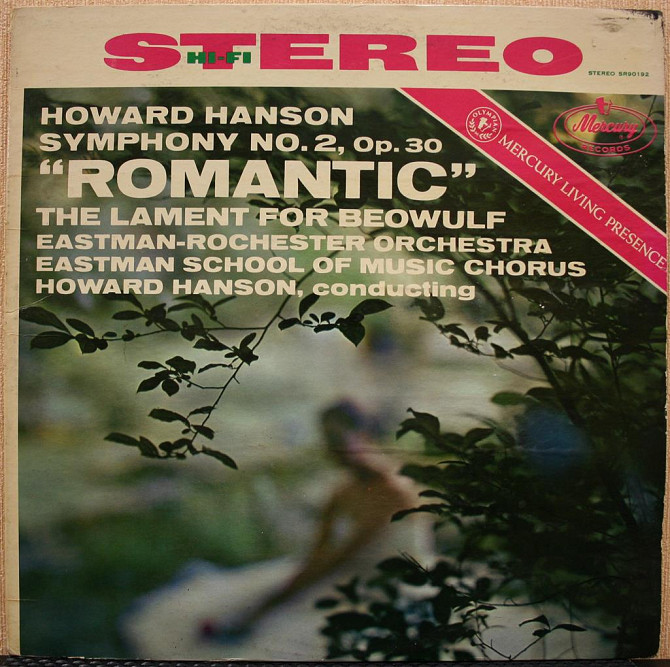 STEREO
HI-FI
STEREO SR90192
HOWARD HANSON
SYMPHONY NO. 2, Op. 30
"ROMANTIC"
THE LAMENT FOR BEOWULF
EASTMAN-ROCHESTER ORCHESTRA
EASTMAN SCHOOL OF MUSIC CHORUS
HOWARD HANSON, conducting
OLYMPIAN
MERCURY LIVING PRESENCE
Mercury
RECORDS